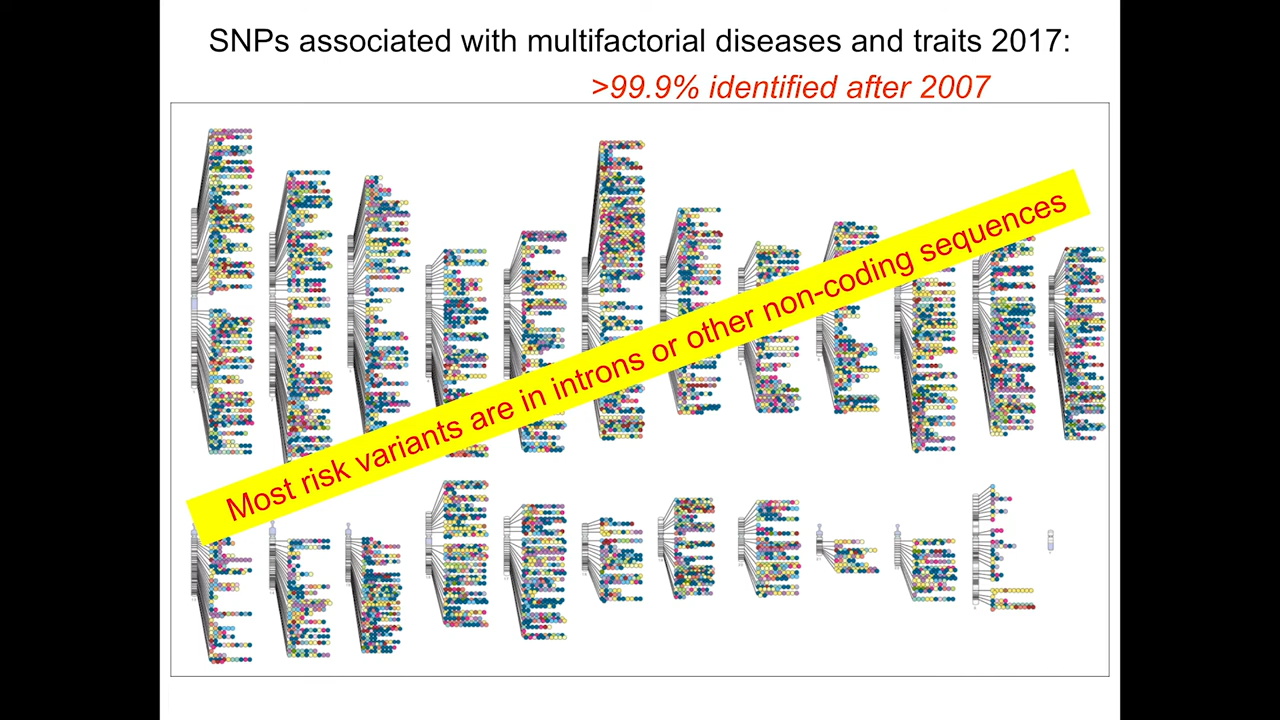 SNPs associated with multifactorial diseases and traits 2017:
>99.9% identified after 2007
Most risk variants are in introns or other non-coding sequences